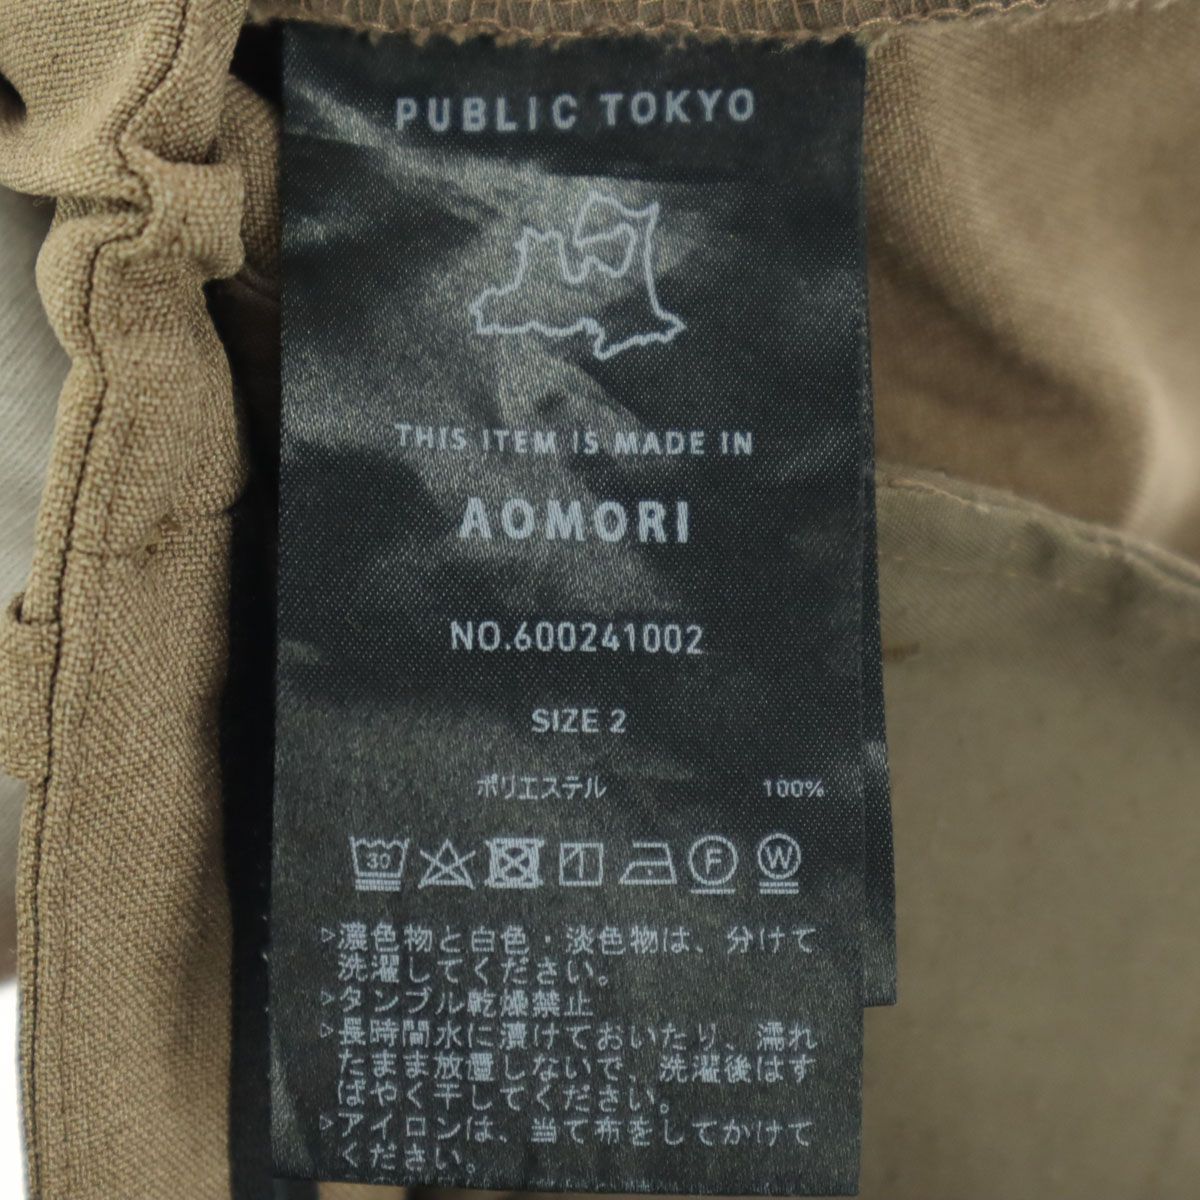 PUBLIC TOKYO
THIS ITEM IS MADE IN
AOMORI
NO.600241002
SIZE 2
ポリエステル 100%
30 F W
▷濃色物と白色・淡色物は、分けて
洗濯してください。
▷タンブル乾燥禁止
▷長時間水に漬けておいたり、濡れ
たまま放置しないで、洗濯後はす
ばやく干してください。
▷アイロンは、当て布をしてかけて
ください。